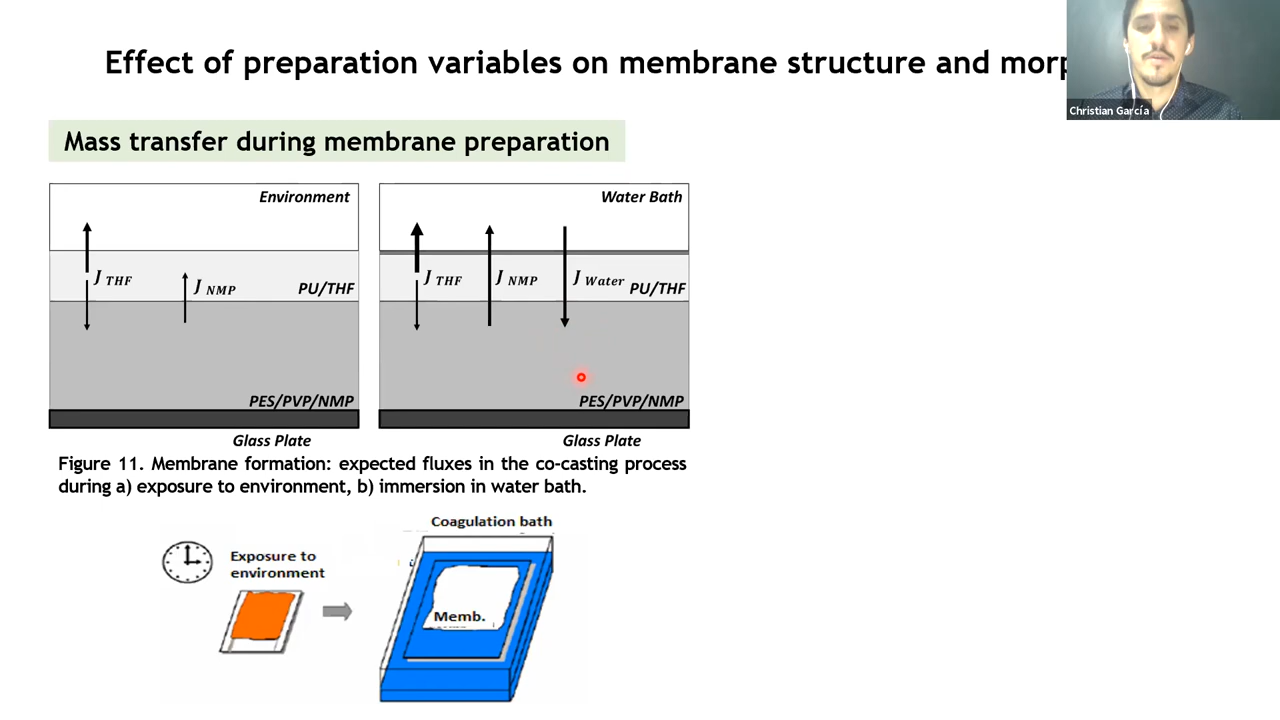 Effect of preparation variables on membrane structure and
Christian García
Mass transfer during membrane preparation
Environment
Water Bath
J THF
J NMP
PU/THF
J THF
J NMP
J Water
PU/THF
PES/PVP/NMP
PES/PVP/NMP
Glass Plate
Glass Plate
Figure 11. Membrane formation: expected fluxes in the co-casting process
during a) exposure to environment, b) immersion in water bath.
Coagulation bath
Exposure to
environment
Memb.